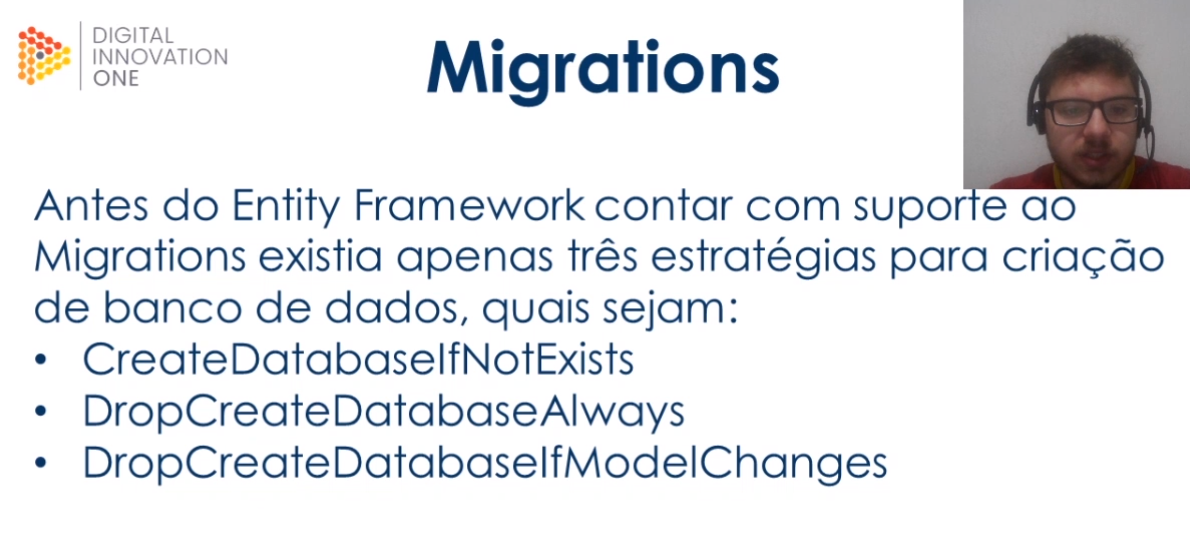 DIGITAL
INNOVATION
ONE
Migrations
Antes do Entity Framework contar com suporte ao
Migrations existia apenas três estratégias para criação
de banco de dados, quais sejam:
• CreateDatabaseIfNotExists
• DropCreateDatabaseAlways
• DropCreateDatabaseIfModelChanges